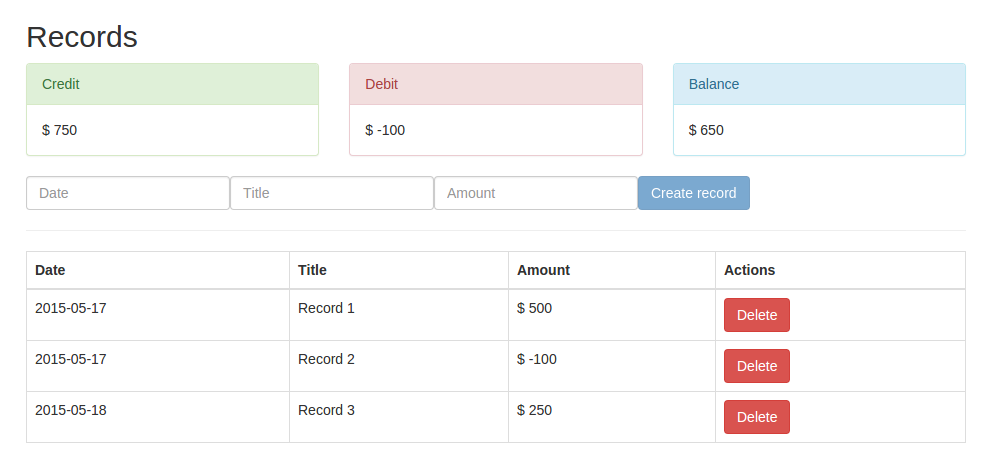 Records
Credit Debit Balance
$ 750 $ -100 $ 650
Date Title Amount Create record
Date Title Amount Actions
2015-05-17 Record 1 $ 500 Delete
2015-05-17 Record 2 $ -100 Delete
2015-05-18 Record 3 $ 250 Delete